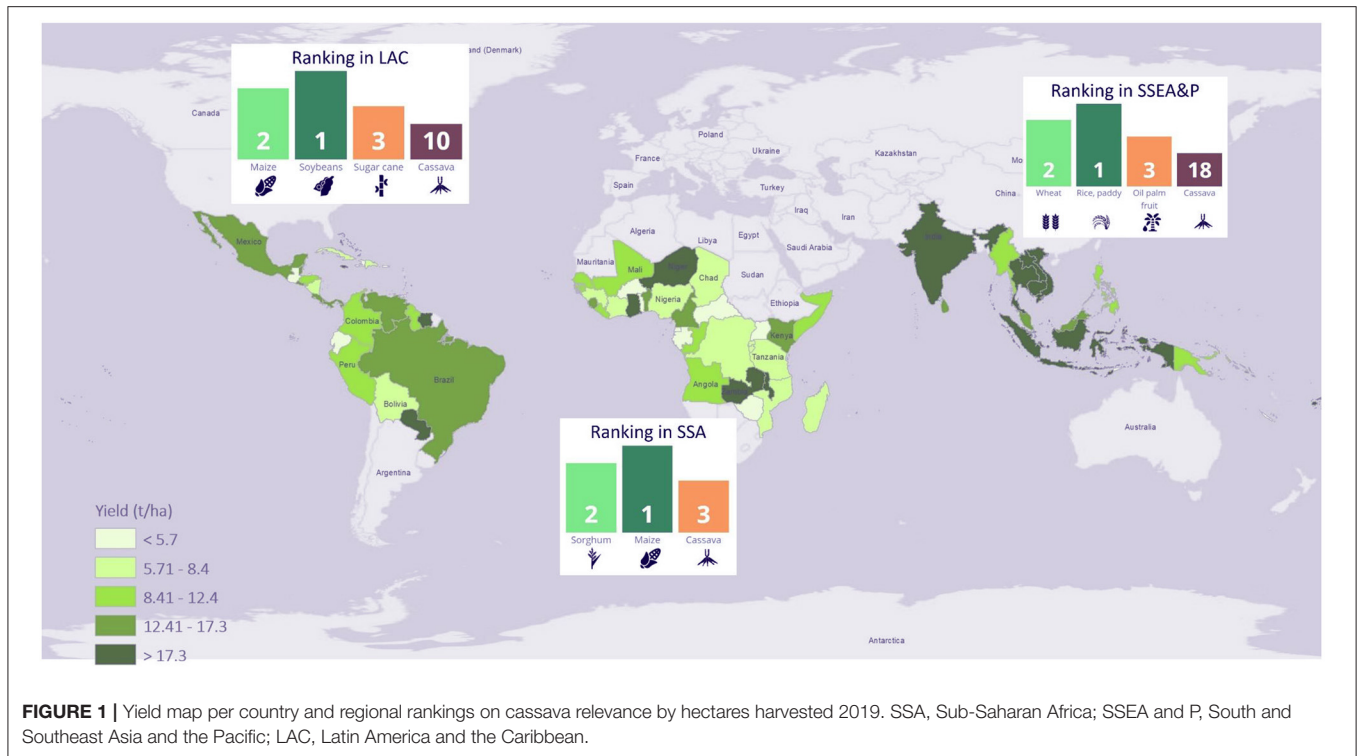 and (Denmark)
Ranking in LAC
2
1
3
10
Maize
Soybeans
Sugar cane
Cassava
Ranking in SSEA&P
2
1
3
18
Wheat
Rice, paddy
Oil palm
fruit
Cassava
Canada
Poland
Ukraine
France
Kazakhstan
Mo
Spain
Turkey
China
Iraq
Iran
Algeria
Libya
Egypt
Saudi Arabia
India
Mexico
Mauritania
Mali
Niger
Chad
Sudan
Nigeria
Ethiopia
Colombia
Kenya
Peru
Brazil
Tanzania
Bolivia
Angola
Australia
Argentina
Ranking in SSA
2
1
3
Sorghum
Maize
Cassava
Yield (t/ha)
< 5.7
5.71 - 8.4
8.41 - 12.4
12.41 - 17.3
> 17.3
Antarctica
FIGURE 1 | Yield map per country and regional rankings on cassava relevance by hectares harvested 2019. SSA, Sub-Saharan Africa; SSEA and P, South and
Southeast Asia and the Pacific; LAC, Latin America and the Caribbean.